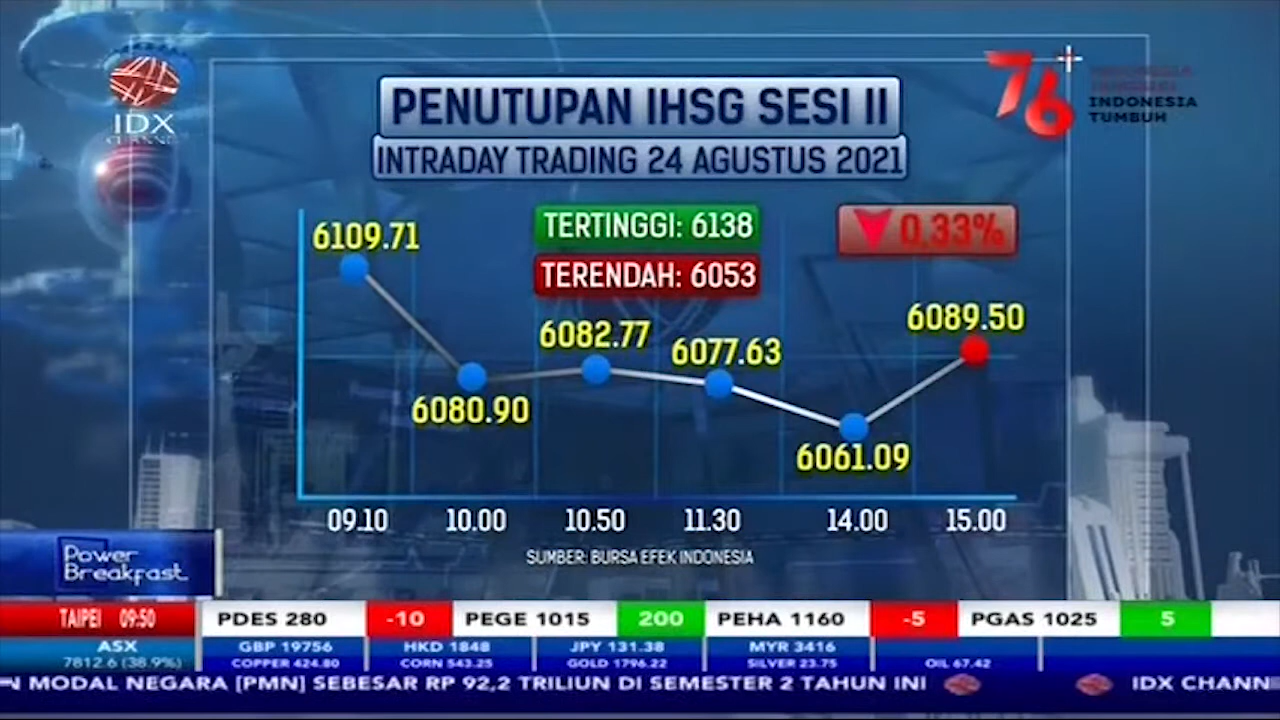 IDX
CHANNEL
76
INDONESIA
TUMBUH
PENUTUPAN IHSG SESI II
INTRADAY TRADING 24 AGUSTUS 2021
TERTINGGI: 6138
TERENDAH: 6053
0,33%
6109.71
6080.90
6082.77
6077.63
6061.09
6089.50
09.10 10.00 10.50 11.30 14.00 15.00
SUMBER: BURSA EFEK INDONESIA
Power
Breakfast
TAIPEI 09:50 PDES 280 -10 PEGE 1015 200 PEHA 1160 -5 PGAS 1025 5
ASX GBP 19756 HKD 1848 JPY 131.38 MYR 3416
7812.6 (38.9%) COPPER 424.80 CORN 543.25 GOLD 1796.22 SILVER 23.75 OIL 67.42
N MODAL NEGARA [PMN] SEBESAR RP 92,2 TRILIUN DI SEMESTER 2 TAHUN INI IDX CHANN